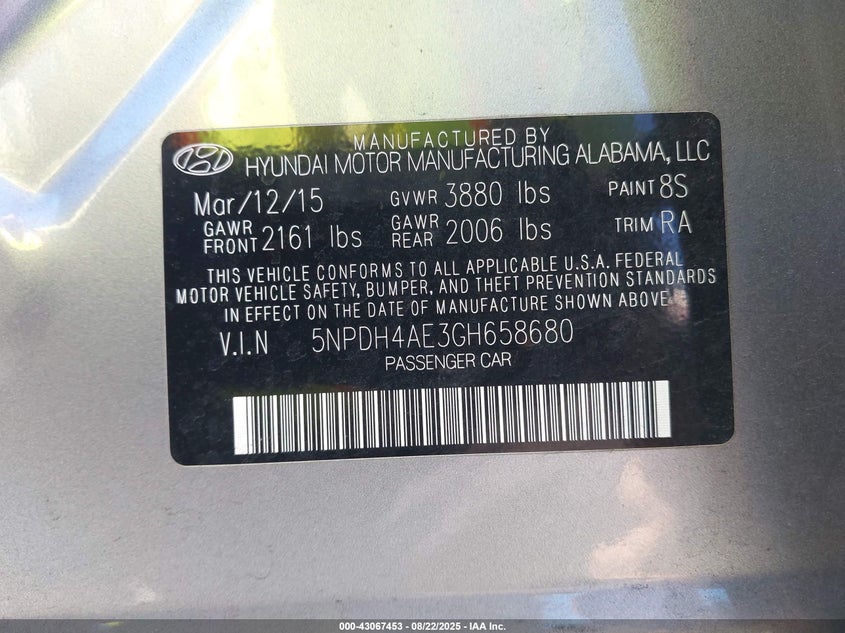 MANUFACTURED BY
HYUNDAI MOTOR MANUFACTURING ALABAMA, LLC
Mar/12/15 GVWR 3880 lbs PAINT 8S
GAWR FRONT 2161 lbs GAWR REAR 2006 lbs TRIM RA
THIS VEHICLE CONFORMS TO ALL APPLICABLE U.S.A. FEDERAL
MOTOR VEHICLE SAFETY, BUMPER, AND THEFT PREVENTION STANDARDS
IN EFFECT ON THE DATE OF MANUFACTURE SHOWN ABOVE.
V.I.N 5NPDH4AE3GH658680
PASSENGER CAR
000-43067453 - 08/22/2025 - IAA Inc.